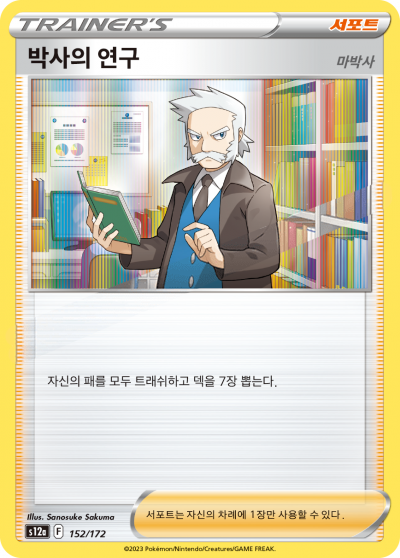 TRAINER'S 서포트
박사의 연구 마박사
자신의 패를 모두 트래쉬하고 덱을 7장 뽑는다.
Illus. Sanosuke Sakuma
s12a F 152/172
서포트는 자신의 차례에 1장만 사용할 수 있다.
©2023 Pokémon/Nintendo/Creatures/GAME FREAK.